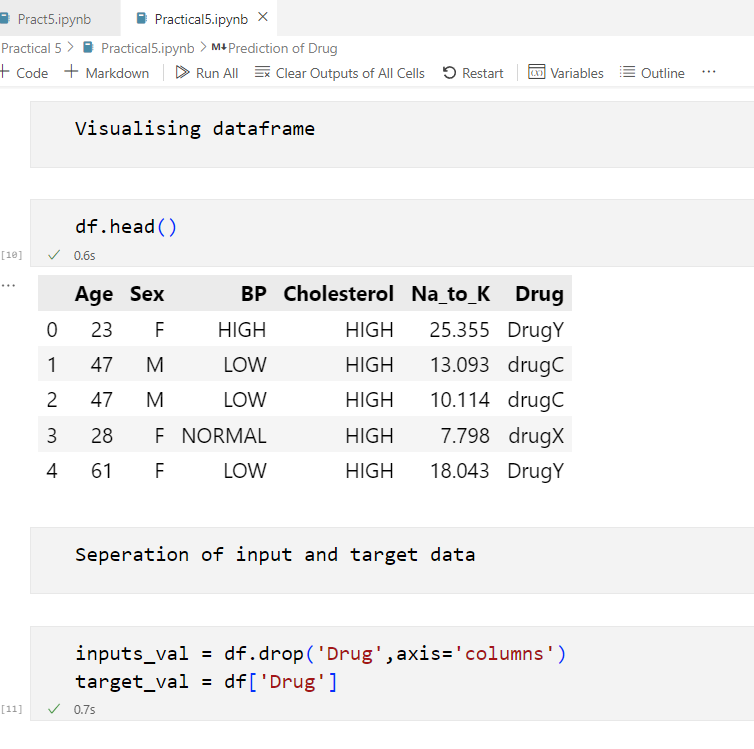 Pract5.ipynb Practical5.ipynb ×
Practical 5 > Practical5.ipynb > M↓Prediction of Drug
+ Code + Markdown Run All Clear Outputs of All Cells Restart (x) Variables Outline ···
Visualising dataframe
df.head()
[10] ✓ 0.6s
...
Age Sex BP Cholesterol Na_to_K Drug
0 23 F HIGH HIGH 25.355 DrugY
1 47 M LOW HIGH 13.093 drugC
2 47 M LOW HIGH 10.114 drugC
3 28 F NORMAL HIGH 7.798 drugX
4 61 F LOW HIGH 18.043 DrugY
Seperation of input and target data
inputs_val = df.drop('Drug',axis='columns')
target_val = df['Drug']
[11] ✓ 0.7s